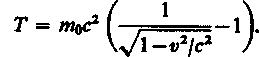 T = m₀c² ( 1 / √(1 − v²/c²) − 1 ).